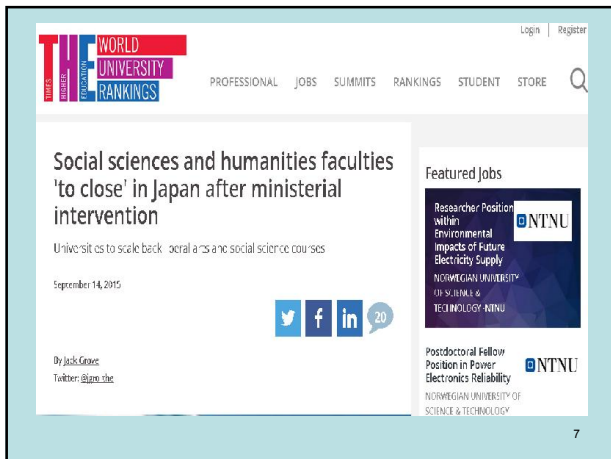 Login | Register
THE WORLD UNIVERSITY RANKINGS
TIMES HIGHER EDUCATION
PROFESSIONAL JOBS SUMMITS RANKINGS STUDENT STORE
Social sciences and humanities faculties
'to close' in Japan after ministerial
intervention
Universities to scale back liberal arts and social science courses
September 14, 2015
20
By Jack Grove
Twitter: @jgro_the
Featured Jobs
Researcher Position
within
Environmental
Impacts of Future
Electricity Supply
NTNU
NORWEGIAN UNIVERSITY
OF SCIENCE &
TECHNOLOGY -NTNU
Postdoctoral Fellow
Position in Power
Electronics Reliability
NTNU
NORWEGIAN UNIVERSITY OF
SCIENCE & TECHNOLOGY
7